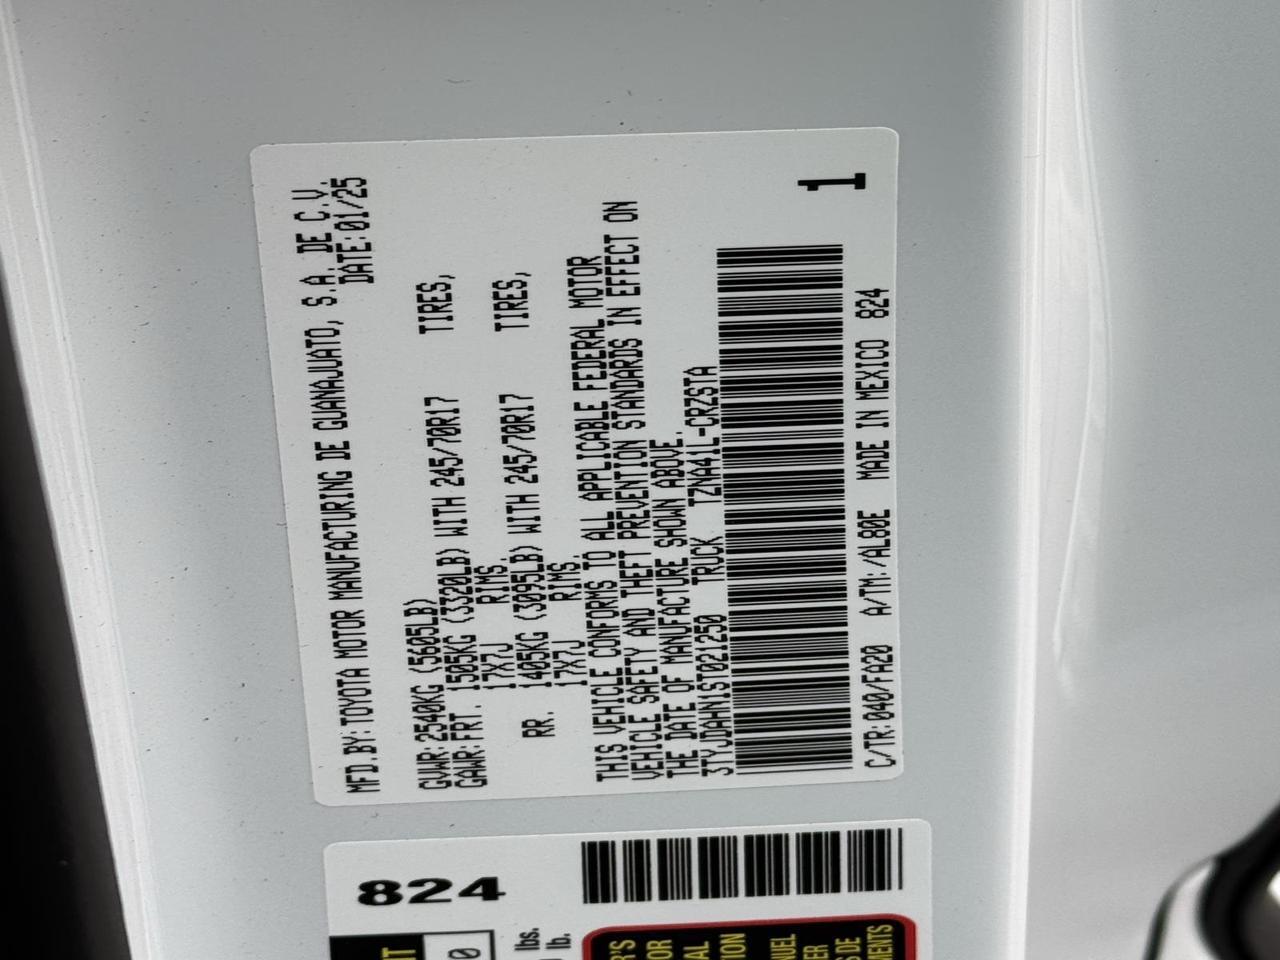 MFD.BY:TOYOTA MOTOR MANUFACTURING DE GUANAJUATO, S.A. DE C.V.
DATE:01/25
GVWR:2540KG (5605LB)
GAWR:FRT. 1505KG (3320LB) WITH 245/70R17 TIRES,
17X7J RIMS.
RR. 1405KG (3095LB) WITH 245/70R17 TIRES,
17X7J RIMS.
THIS VEHICLE CONFORMS TO ALL APPLICABLE FEDERAL MOTOR
VEHICLE SAFETY AND THEFT PREVENTION STANDARDS IN EFFECT ON
THE DATE OF MANUFACTURE SHOWN ABOVE.
3TYJDAHN1ST021250 TRUCK TZNA41L-CRZSTA
1
C/TR:040/FA20 A/TM:/AL80E MADE IN MEXICO 824
824
lbs.
lb.